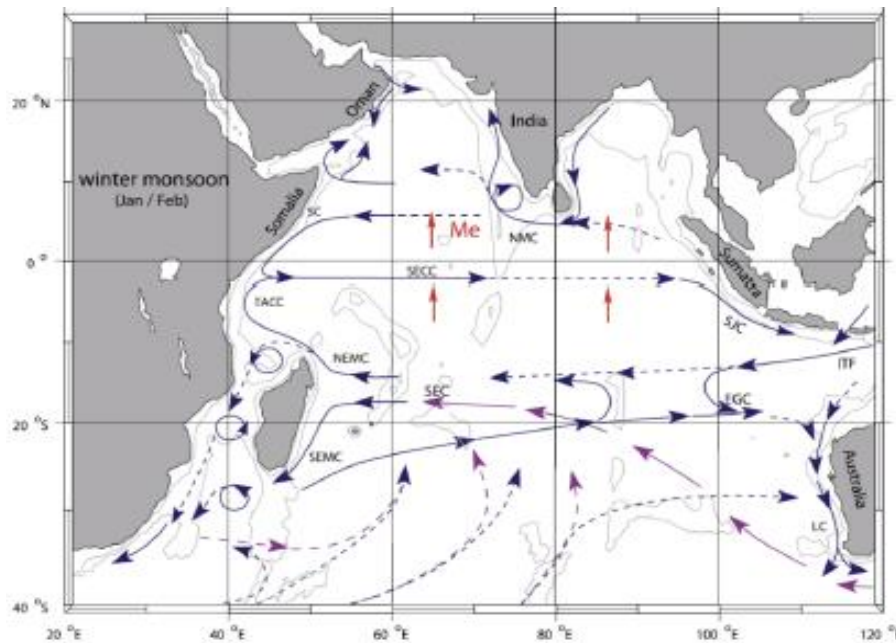 20 °N
Oman
India
winter monsoon
(Jan / Feb)
Somalia
SC
Me
NMC
0°
SECC
Sumatra
EACC
SJC
NEMC
ITF
SEC
EGC
20 °S
SEMC
Australia
LC
40 °S
20 °E
40 °E
60 °E
80 °E
100 °E
120